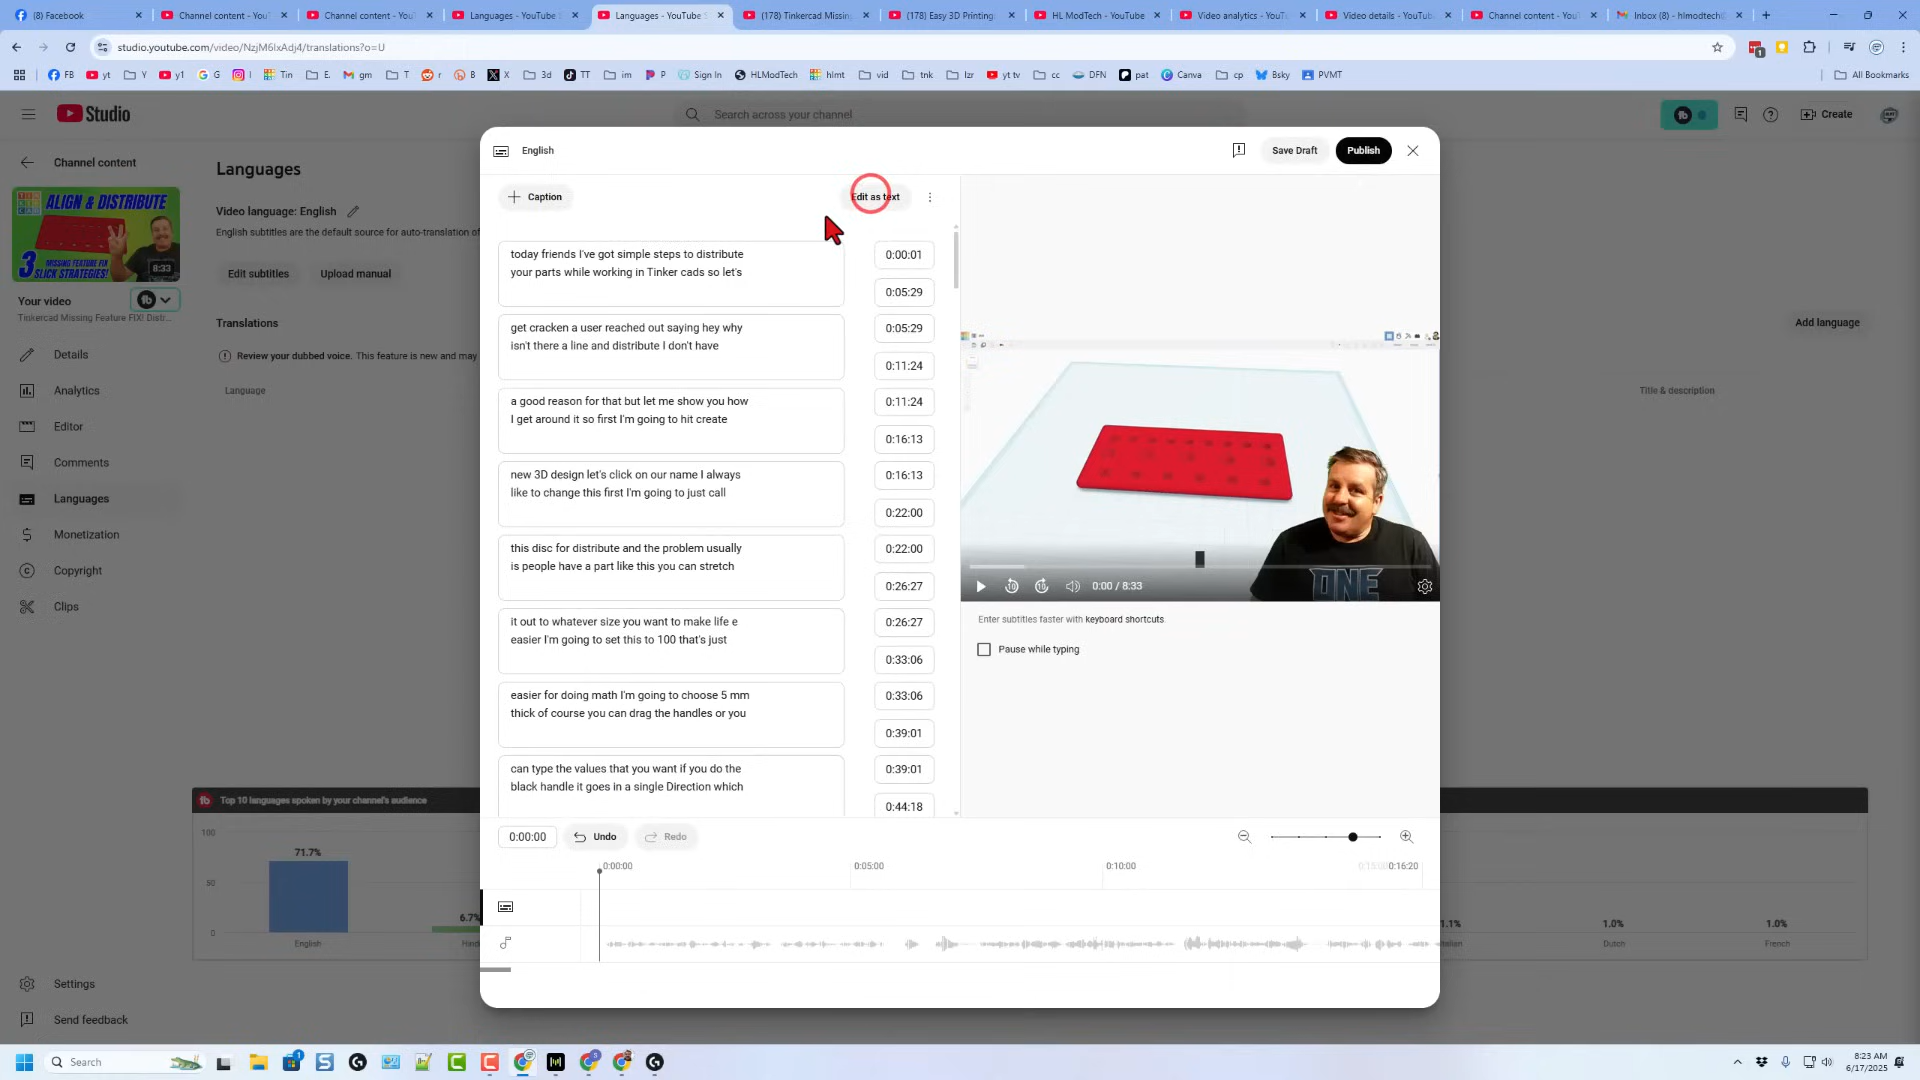 Facebook
Channel content - YouTube
Channel content - YouTube
Languages - YouTube S
Languages - YouTube S
(178) Tinkercad Missing
(178) Easy 3D Printing
HL ModTech - YouTube
Video analytics - YouTube
Video details - YouTube
Channel content - YouTube
Inbox (8) - hlmodtech@
studio.youtube.com/video/NzjM6IxAdj4/translations?o=U
FB
yt
Y
y1
G
I
Tin
E.
gm
T
r
B
X
3d
TT
im
P
Sign In
HLModTech
hlmt
vid
tnk
lzr
yt tv
cc
DFN
pat
Canva
cp
Bsky
PVMT
All Bookmarks
Studio
Search across your channel
Create
Channel content
Languages
ALIGN & DISTRIBUTE
3 MISSING FEATURE FIX
SLICK STRATEGIES!
8:33
Your video
Tinkercad Missing Feature FIX! Distr...
Details
Analytics
Editor
Comments
Languages
Monetization
Copyright
Clips
Settings
Send feedback
Video language: English
English subtitles are the default source for auto-translation of
Edit subtitles
Upload manual
Translations
Review your dubbed voice. This feature is new and may
Language
Add language
Title & description
Top 10 languages spoken by your channel's audience
100
50
0
71.7%
English
6.7%
Hind
1.1%
alian
1.0%
Dutch
1.0%
French
English
Save Draft
Publish
Caption
Edit as text
today friends I've got simple steps to distribute
your parts while working in Tinker cads so let's
0:00:01
0:05:29
get cracken a user reached out saying hey why
isn't there a line and distribute I don't have
0:05:29
0:11:24
a good reason for that but let me show you how
I get around it so first I'm going to hit create
0:11:24
0:16:13
new 3D design let's click on our name I always
like to change this first I'm going to just call
0:16:13
0:22:00
this disc for distribute and the problem usually
is people have a part like this you can stretch
0:22:00
0:26:27
it out to whatever size you want to make life e
easier I'm going to set this to 100 that's just
0:26:27
0:33:06
easier for doing math I'm going to choose 5 mm
thick of course you can drag the handles or you
0:33:06
0:39:01
can type the values that you want if you do the
black handle it goes in a single Direction which
0:39:01
0:44:18
ONE
0:00 / 8:33
Enter subtitles faster with keyboard shortcuts.
Pause while typing
0:00:00
Undo
Redo
0:00:00
0:05:00
0:10:00
0:15:00
0:16:20
Search
8:23 AM
6/17/2025